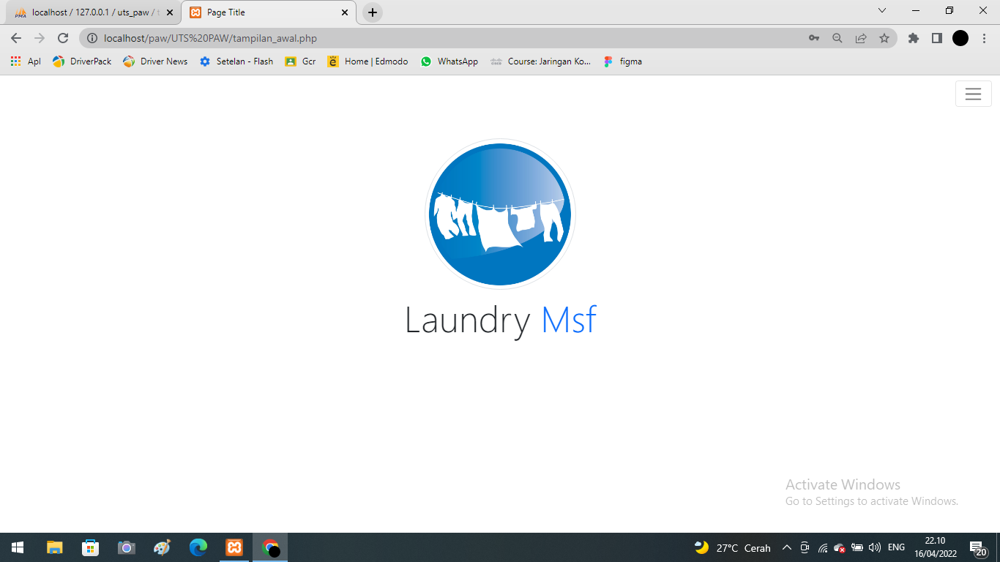 localhost / 127.0.0.1 / uts_paw / t
Page Title
localhost/paw/UTS%20PAW/tampilan_awal.php
Apl
DriverPack
Driver News
Setelan - Flash
Gcr
Home | Edmodo
WhatsApp
Course: Jaringan Ko...
figma
Laundry Msf
Activate Windows
Go to Settings to activate Windows.
27°C Cerah
ENG
22.10
16/04/2022
20